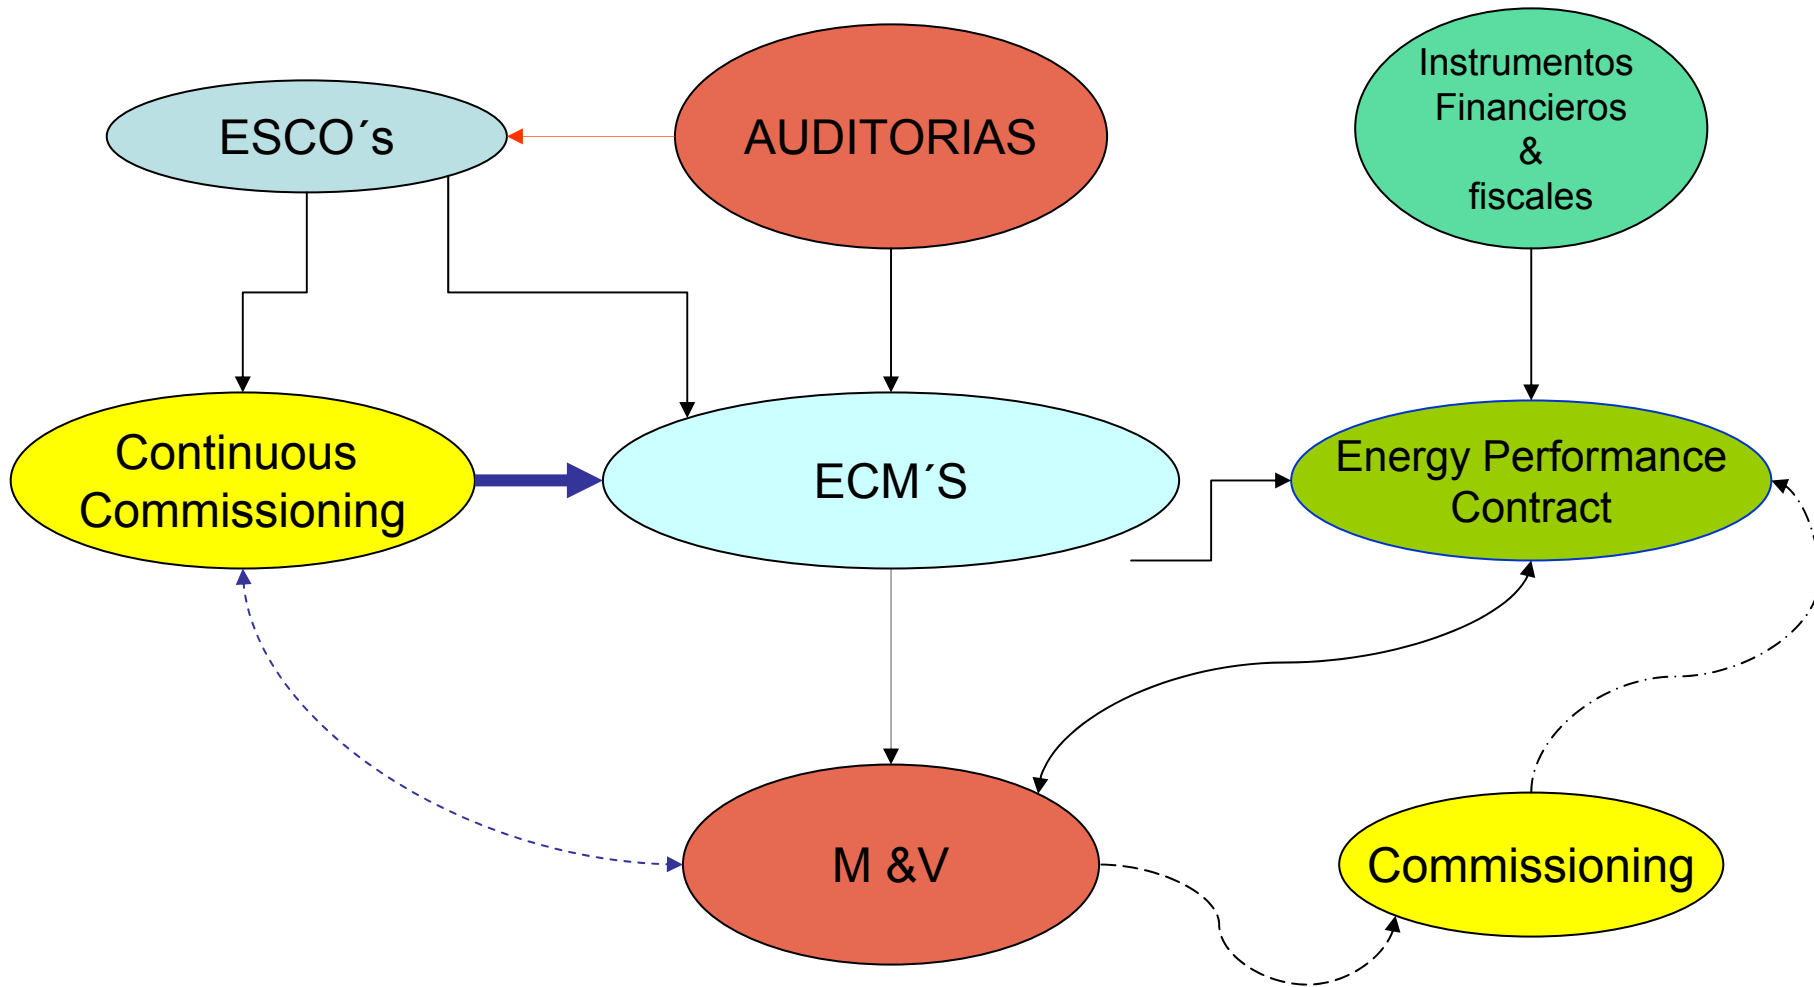 ESCO´s
AUDITORIAS
Instrumentos
Financieros
&
fiscales
Continuous
Commissioning
ECM´S
Energy Performance
Contract
M &V
Commissioning